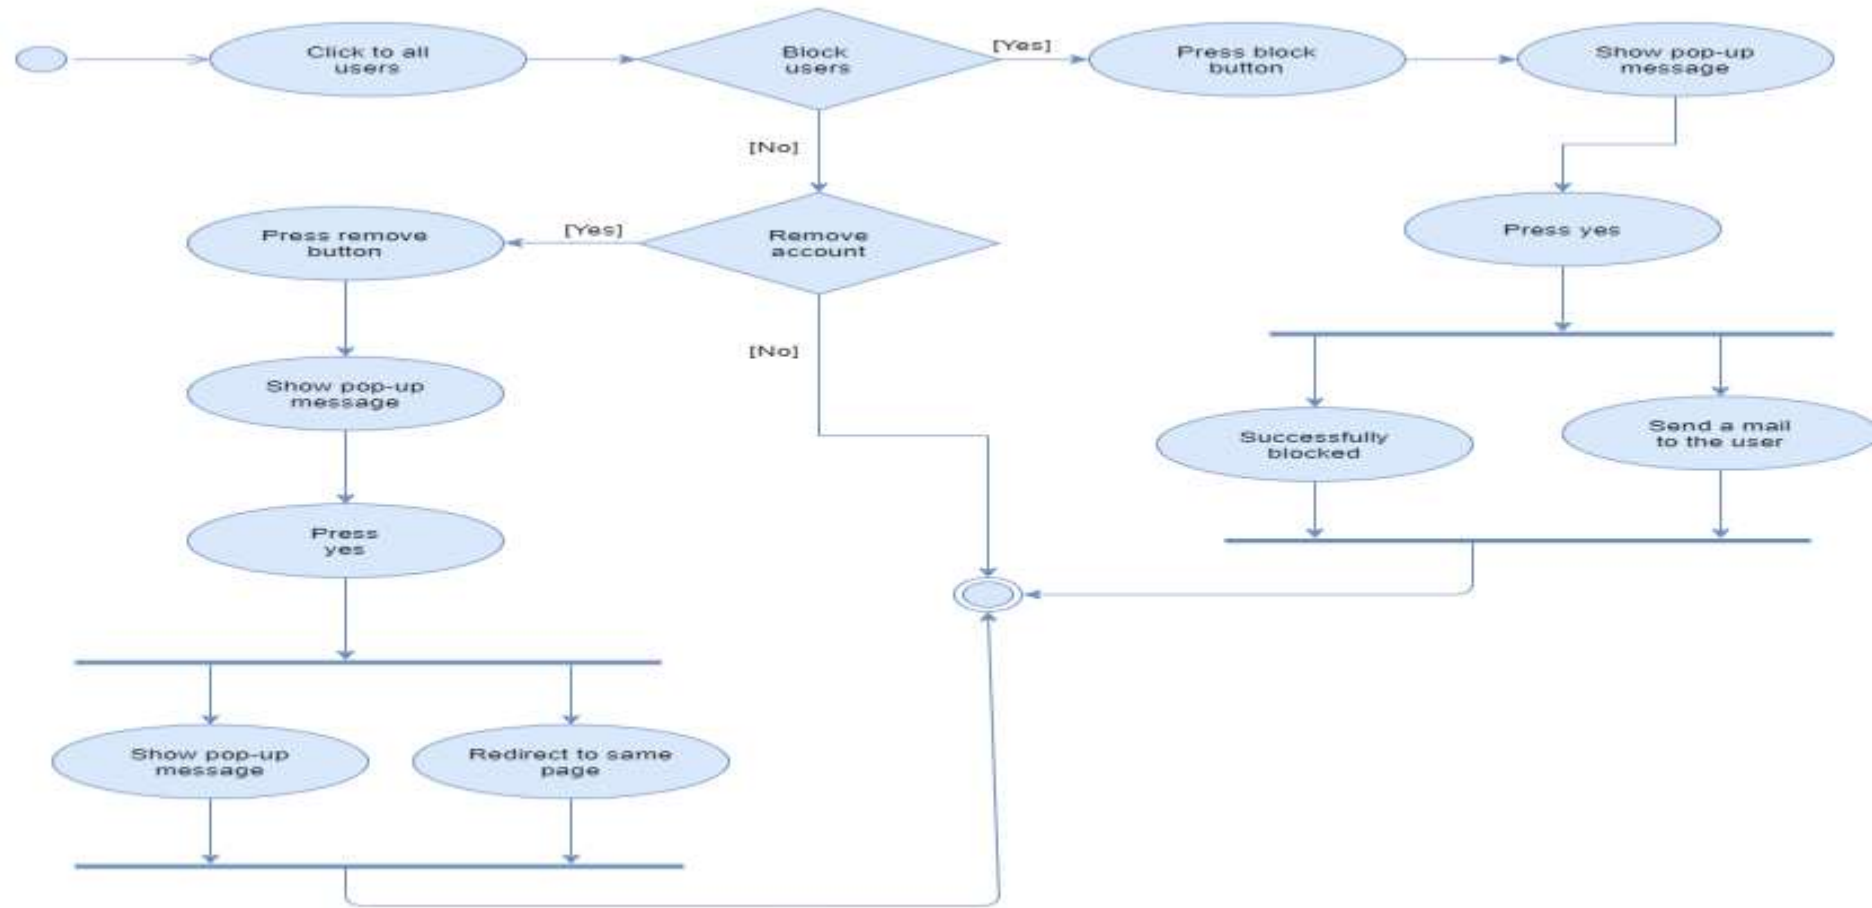 Click to all
users
Block
users
[Yes]
Press block
button
Show pop-up
message
[No]
Press remove
button
[Yes]
Remove
account
Press yes
[No]
Show pop-up
message
Successfully
blocked
Send a mail
to the user
Press
yes
Show pop-up
message
Redirect to same
page